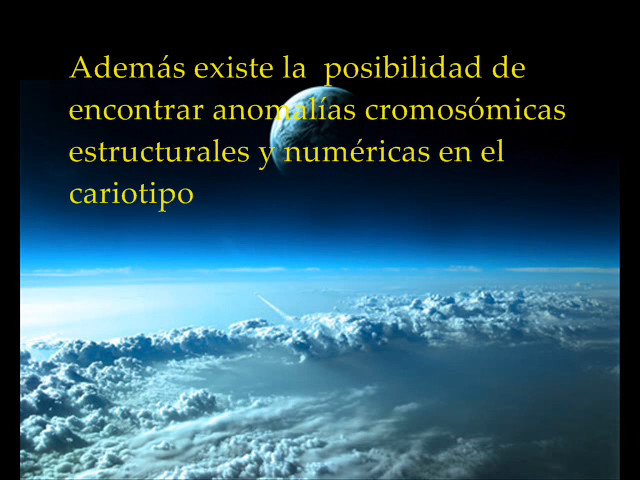 Además existe la  posibilidad de
encontrar anomalías cromosómicas
estructurales y numéricas en el
cariotipo